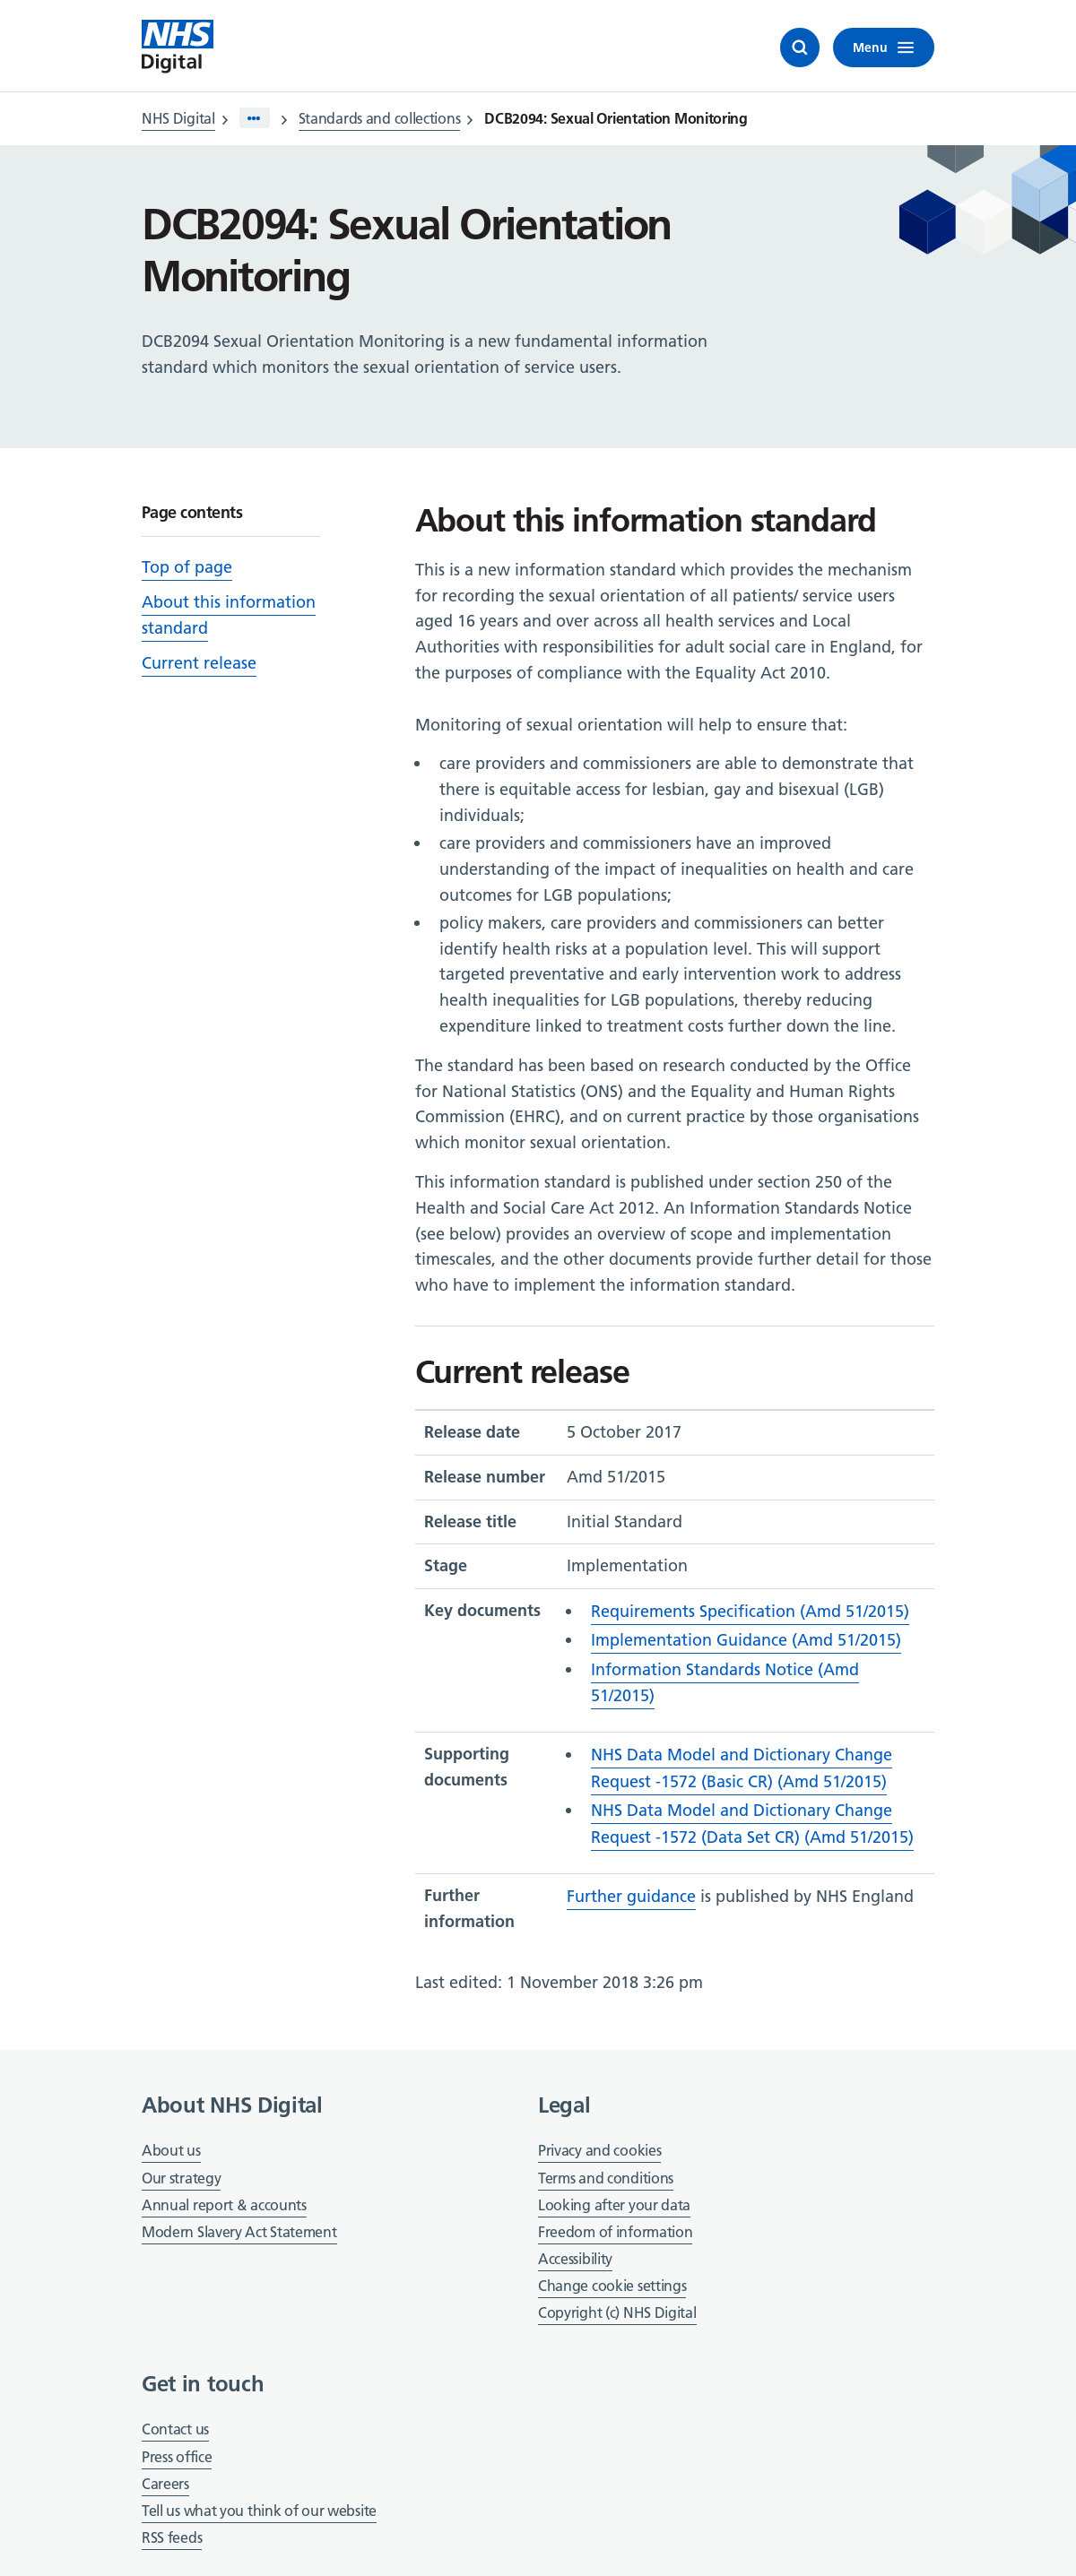 NHS
Digital
Menu
NHS Digital
Standards and collections
DCB2094: Sexual Orientation Monitoring
DCB2094: Sexual Orientation
Monitoring
DCB2094 Sexual Orientation Monitoring is a new fundamental information
standard which monitors the sexual orientation of service users.
Page contents
Top of page
About this information
standard
Current release
About this information standard
This is a new information standard which provides the mechanism
for recording the sexual orientation of all patients/ service users
aged 16 years and over across all health services and Local
Authorities with responsibilities for adult social care in England, for
the purposes of compliance with the Equality Act 2010.
Monitoring of sexual orientation will help to ensure that:
• care providers and commissioners are able to demonstrate that
there is equitable access for lesbian, gay and bisexual (LGB)
individuals;
• care providers and commissioners have an improved
understanding of the impact of inequalities on health and care
outcomes for LGB populations;
• policy makers, care providers and commissioners can better
identify health risks at a population level. This will support
targeted preventative and early intervention work to address
health inequalities for LGB populations, thereby reducing
expenditure linked to treatment costs further down the line.
The standard has been based on research conducted by the Office
for National Statistics (ONS) and the Equality and Human Rights
Commission (EHRC), and on current practice by those organisations
which monitor sexual orientation.
This information standard is published under section 250 of the
Health and Social Care Act 2012. An Information Standards Notice
(see below) provides an overview of scope and implementation
timescales, and the other documents provide further detail for those
who have to implement the information standard.
Current release
Release date 5 October 2017
Release number Amd 51/2015
Release title Initial Standard
Stage Implementation
Key documents
• Requirements Specification (Amd 51/2015)
• Implementation Guidance (Amd 51/2015)
• Information Standards Notice (Amd
51/2015)
Supporting
documents
• NHS Data Model and Dictionary Change
Request -1572 (Basic CR) (Amd 51/2015)
• NHS Data Model and Dictionary Change
Request -1572 (Data Set CR) (Amd 51/2015)
Further
information
Further guidance is published by NHS England
Last edited: 1 November 2018 3:26 pm
About NHS Digital
About us
Our strategy
Annual report & accounts
Modern Slavery Act Statement
Legal
Privacy and cookies
Terms and conditions
Looking after your data
Freedom of information
Accessibility
Change cookie settings
Copyright (c) NHS Digital
Get in touch
Contact us
Press office
Careers
Tell us what you think of our website
RSS feeds